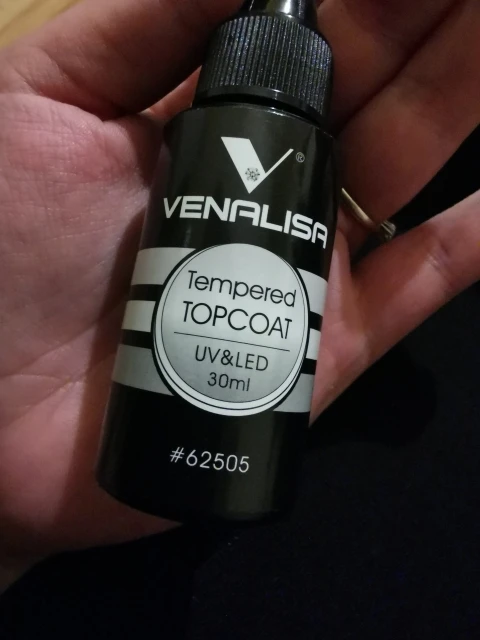 ®
VENALISA
Tempered
TOPCOAT
UV&LED
30ml
#62505